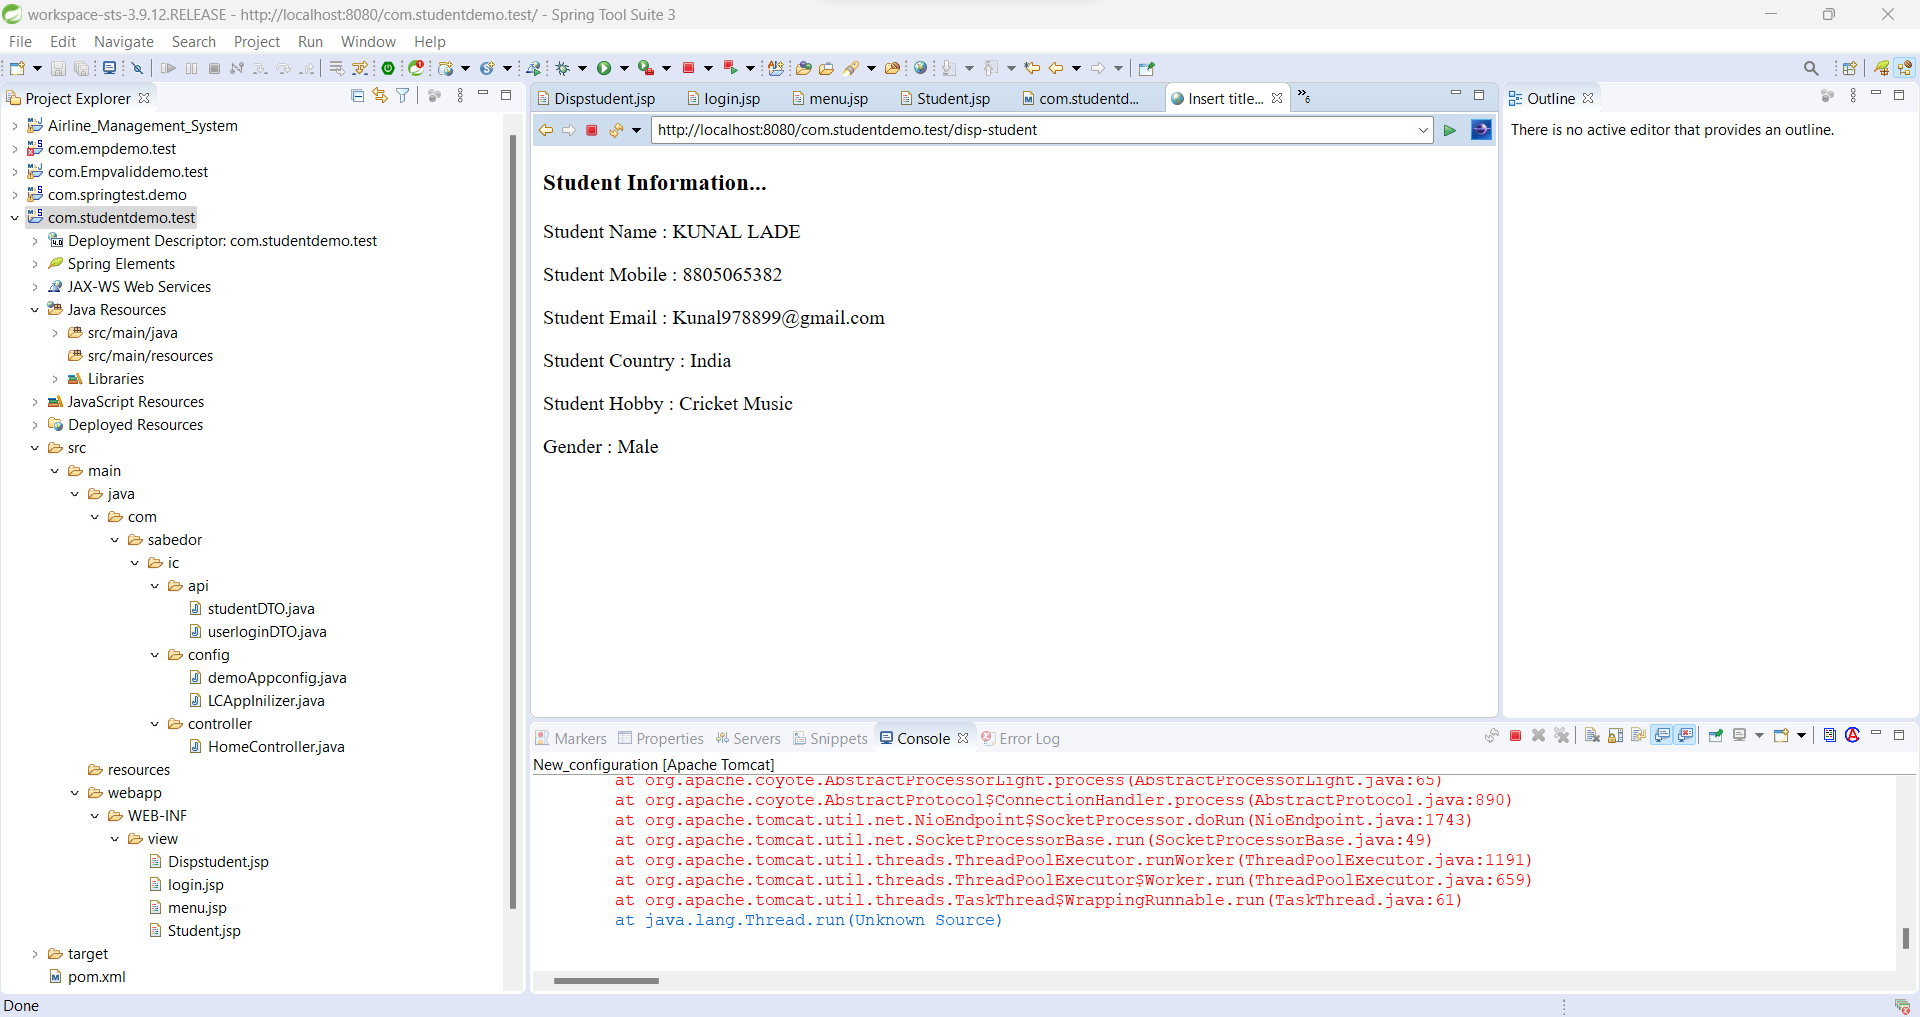 workspace-sts-3.9.12.RELEASE - http://localhost:8080/com.studentdemo.test/ - Spring Tool Suite 3
File Edit Navigate Search Project Run Window Help
Project Explorer
Airline_Management_System
com.empdemo.test
com.Empvaliddemo.test
com.springtest.demo
com.studentdemo.test
Deployment Descriptor: com.studentdemo.test
Spring Elements
JAX-WS Web Services
Java Resources
src/main/java
src/main/resources
Libraries
JavaScript Resources
Deployed Resources
src
main
java
com
sabedor
ic
api
studentDTO.java
userloginDTO.java
config
demoAppconfig.java
LCAppInilizer.java
controller
HomeController.java
resources
webapp
WEB-INF
view
Dispstudent.jsp
login.jsp
menu.jsp
Student.jsp
target
pom.xml
Dispstudent.jsp login.jsp menu.jsp Student.jsp com.studentd... Insert title... »6
http://localhost:8080/com.studentdemo.test/disp-student
Student Information...
Student Name : KUNAL LADE
Student Mobile : 8805065382
Student Email : Kunal978899@gmail.com
Student Country : India
Student Hobby : Cricket Music
Gender : Male
Outline
There is no active editor that provides an outline.
Markers Properties Servers Snippets Console Error Log
New_configuration [Apache Tomcat]
at org.apache.coyote.AbstractProcessorLight.process(AbstractProcessorLight.java:65)
at org.apache.coyote.AbstractProtocol$ConnectionHandler.process(AbstractProtocol.java:890)
at org.apache.tomcat.util.net.NioEndpoint$SocketProcessor.doRun(NioEndpoint.java:1743)
at org.apache.tomcat.util.net.SocketProcessorBase.run(SocketProcessorBase.java:49)
at org.apache.tomcat.util.threads.ThreadPoolExecutor.runWorker(ThreadPoolExecutor.java:1191)
at org.apache.tomcat.util.threads.ThreadPoolExecutor$Worker.run(ThreadPoolExecutor.java:659)
at org.apache.tomcat.util.threads.TaskThread$WrappingRunnable.run(TaskThread.java:61)
at java.lang.Thread.run(Unknown Source)
Done